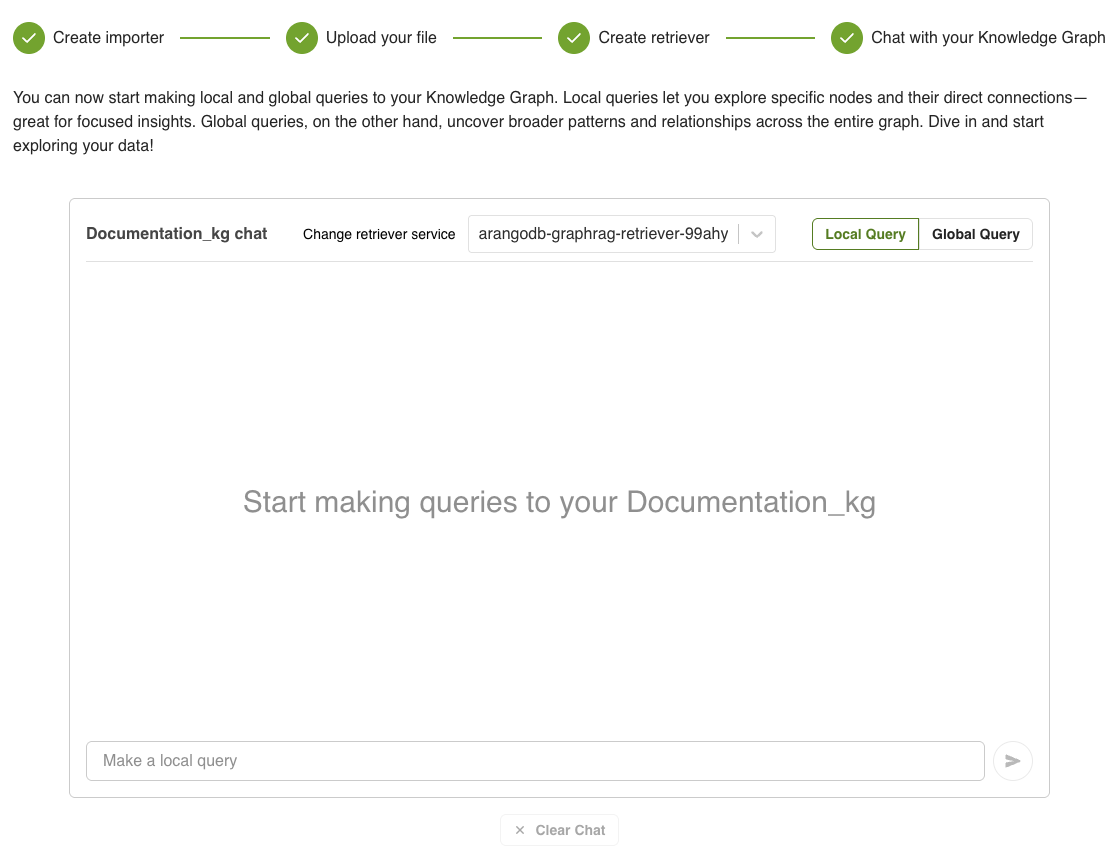 Create importer
Upload your file
Create retriever
Chat with your Knowledge Graph
You can now start making local and global queries to your Knowledge Graph. Local queries let you explore specific nodes and their direct connections—
great for focused insights. Global queries, on the other hand, uncover broader patterns and relationships across the entire graph. Dive in and start
exploring your data!
Documentation_kg chat
Change retriever service
arangodb-graphrag-retriever-99ahy
Local Query
Global Query
Start making queries to your Documentation_kg
Make a local query
Clear Chat